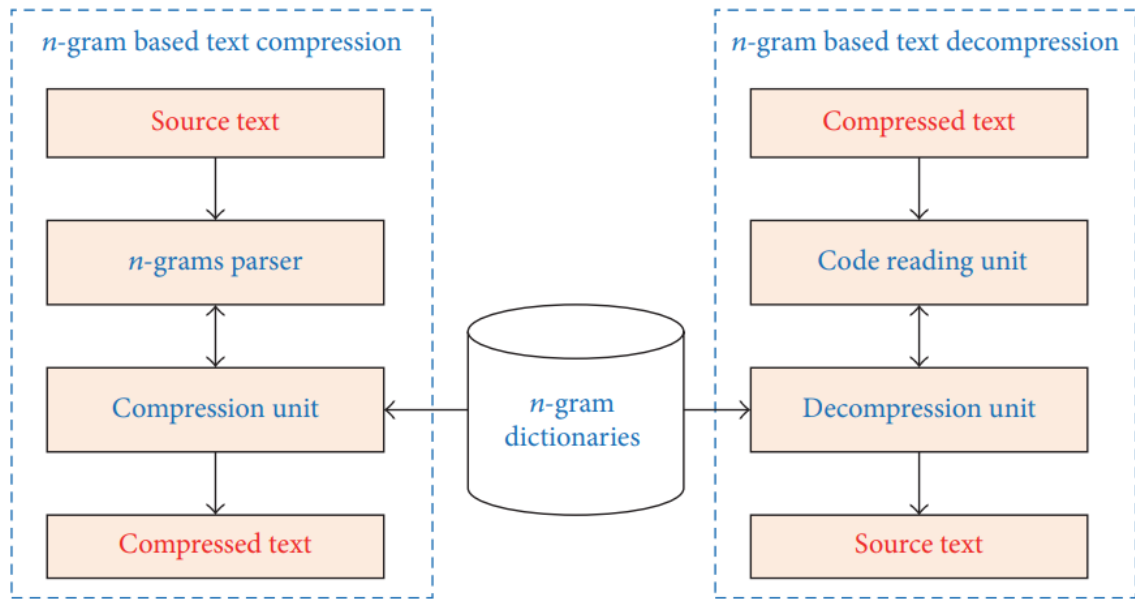 n-gram based text compression
Source text
n-grams parser
Compression unit
Compressed text
n-gram
dictionaries
n-gram based text decompression
Compressed text
Code reading unit
Decompression unit
Source text